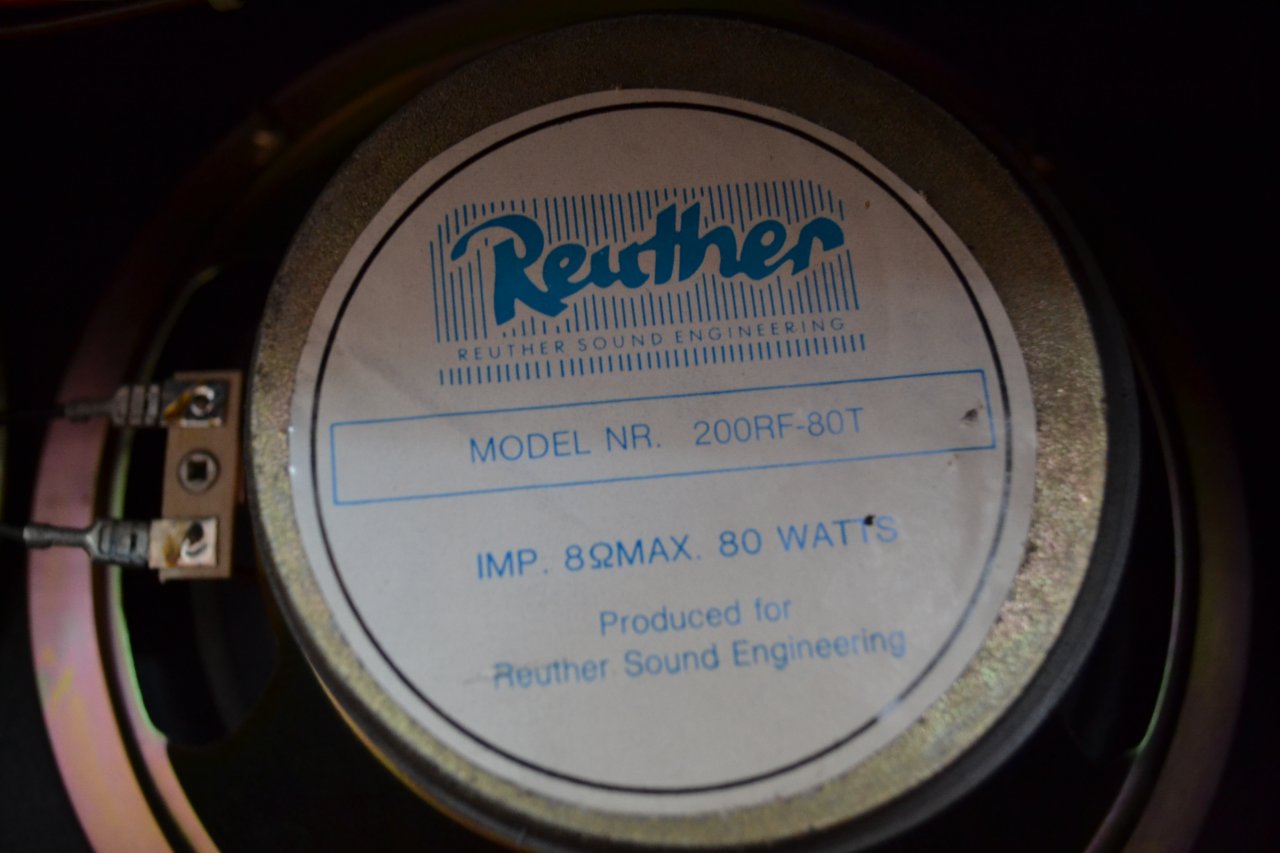 Reuther
REUTHER SOUND ENGINEERING
MODEL NR. 200RF-80T
IMP. 8ΩMAX. 80 WATTS
Produced for
Reuther Sound Engineering